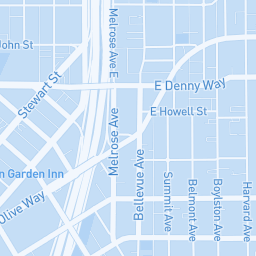 John St
Melrose Ave E
Stewart St
E Denny Way
E Howell St
Melrose Ave
Garden Inn
Olive Way
Bellevue Ave
Summit Ave
Belmont Ave
Boylston Ave
Harvard Ave